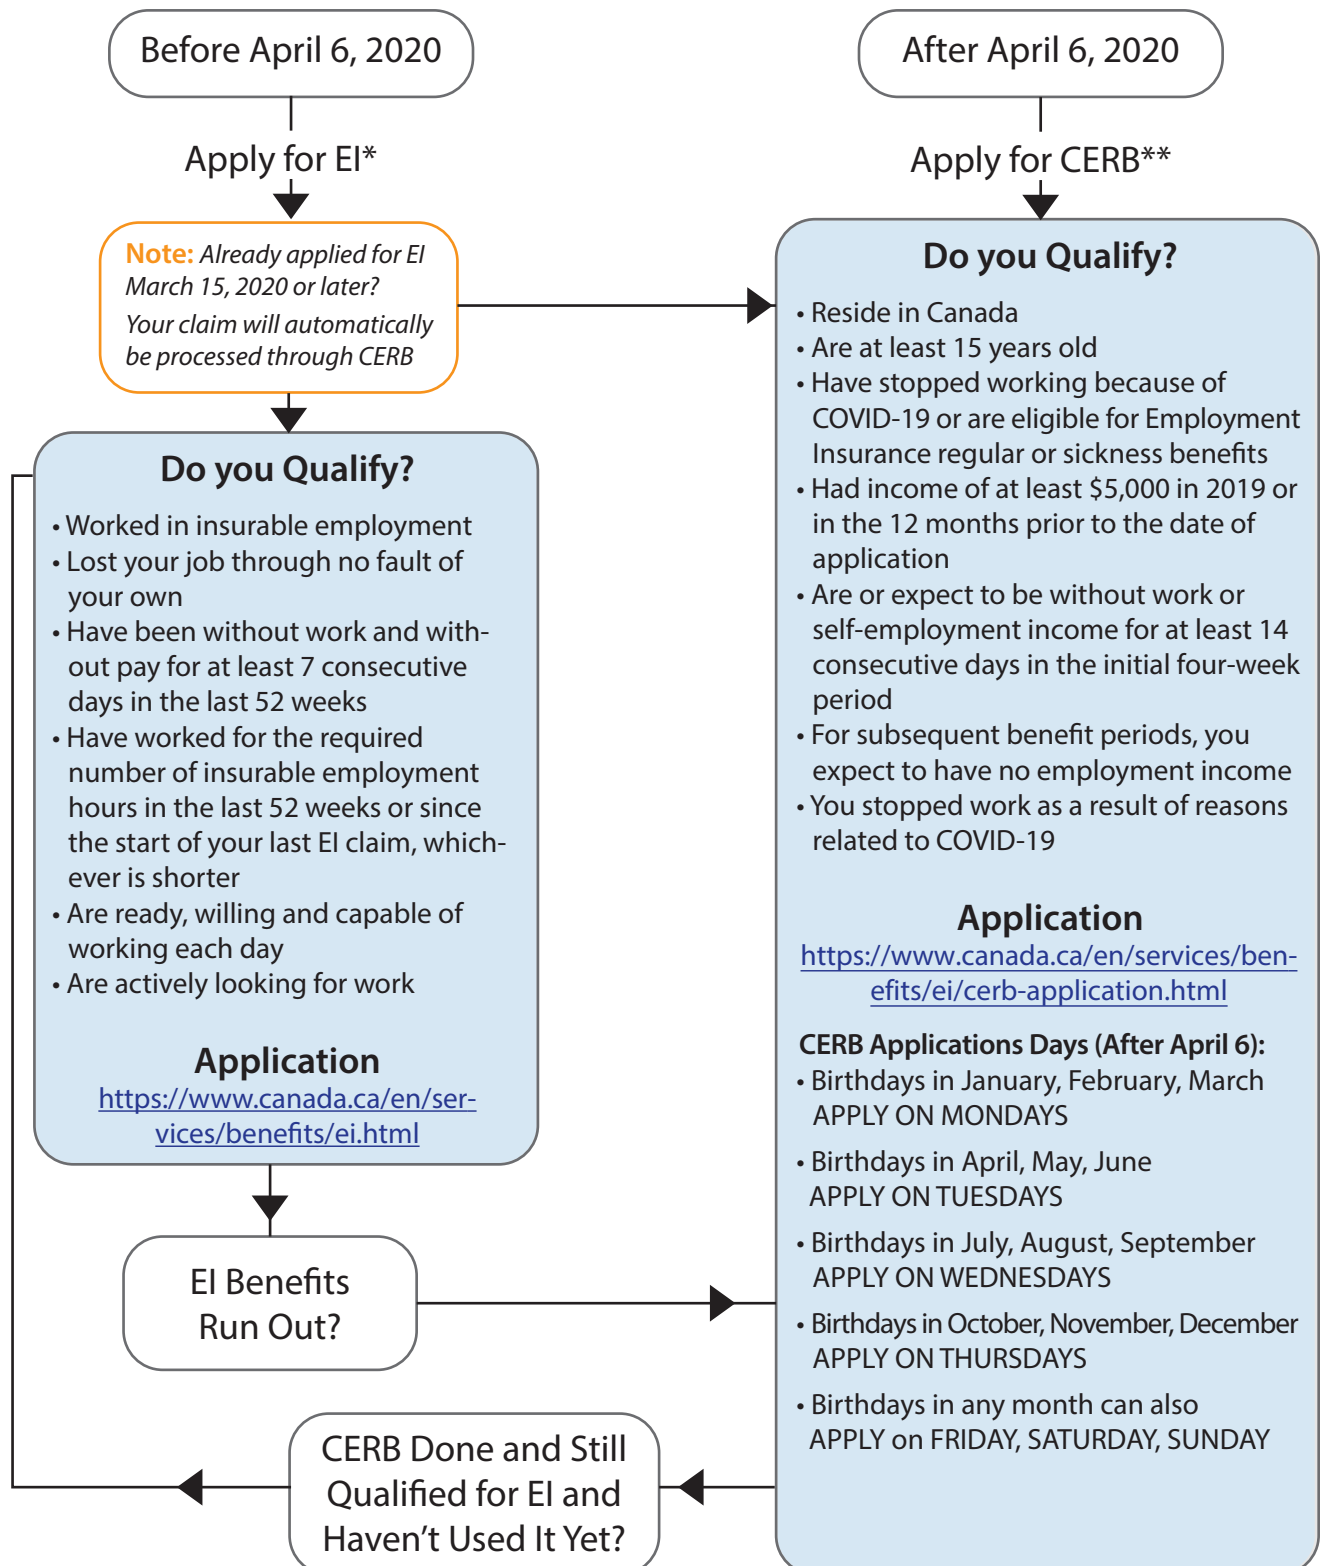 Before April 6, 2020
Apply for EI*
Note: Already applied for EI
March 15, 2020 or later?
Your claim will automatically
be processed through CERB
Do you Qualify?
• Worked in insurable employment
• Lost your job through no fault of
your own
• Have been without work and with-
out pay for at least 7 consecutive
days in the last 52 weeks
• Have worked for the required
number of insurable employment
hours in the last 52 weeks or since
the start of your last EI claim, which-
ever is shorter
• Are ready, willing and capable of
working each day
• Are actively looking for work
Application
https://www.canada.ca/en/ser-
vices/benefits/ei.html
EI Benefits
Run Out?
CERB Done and Still
Qualified for EI and
Haven't Used It Yet?
After April 6, 2020
Apply for CERB**
Do you Qualify?
• Reside in Canada
• Are at least 15 years old
• Have stopped working because of
COVID-19 or are eligible for Employment
Insurance regular or sickness benefits
• Had income of at least $5,000 in 2019 or
in the 12 months prior to the date of
application
• Are or expect to be without work or
self-employment income for at least 14
consecutive days in the initial four-week
period
• For subsequent benefit periods, you
expect to have no employment income
• You stopped work as a result of reasons
related to COVID-19
Application
https://www.canada.ca/en/services/ben-
efits/ei/cerb-application.html
CERB Applications Days (After April 6):
• Birthdays in January, February, March
APPLY ON MONDAYS
• Birthdays in April, May, June
APPLY ON TUESDAYS
• Birthdays in July, August, September
APPLY ON WEDNESDAYS
• Birthdays in October, November, December
APPLY ON THURSDAYS
• Birthdays in any month can also
APPLY on FRIDAY, SATURDAY, SUNDAY